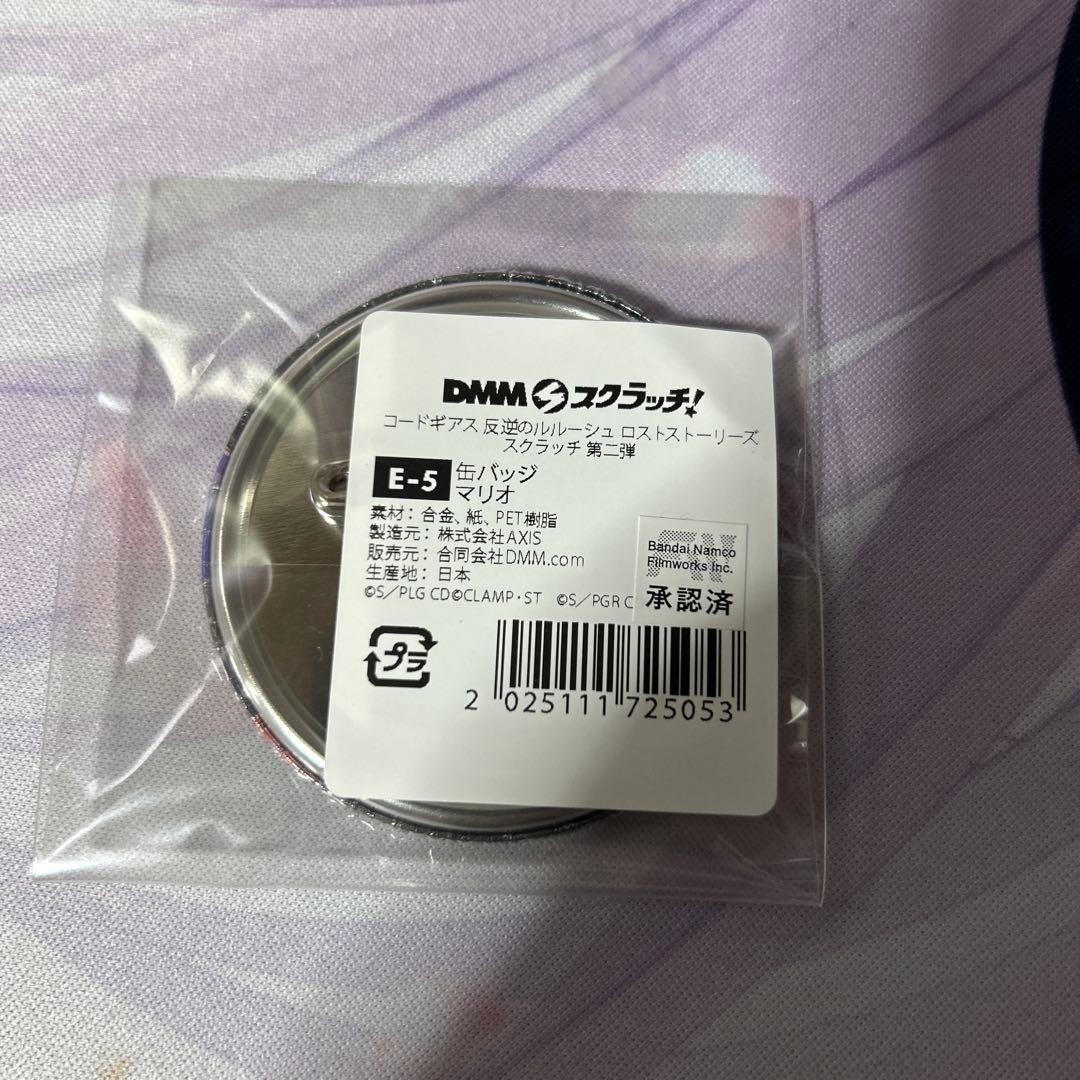 DMM スクラッチ!
コードギアス 反逆のルルーシュ ロストストーリーズ
スクラッチ 第二弾
E-5 缶バッジ
マリオ
素材：合金、紙、PET樹脂
製造元：株式会社AXIS
販売元：合同会社DMM.com
生産地：日本
©S／PLG CD©CLAMP・ST ©S／PGR C
Bandai Namco
Filmworks Inc.
承認済
プラ
2 025111 725053